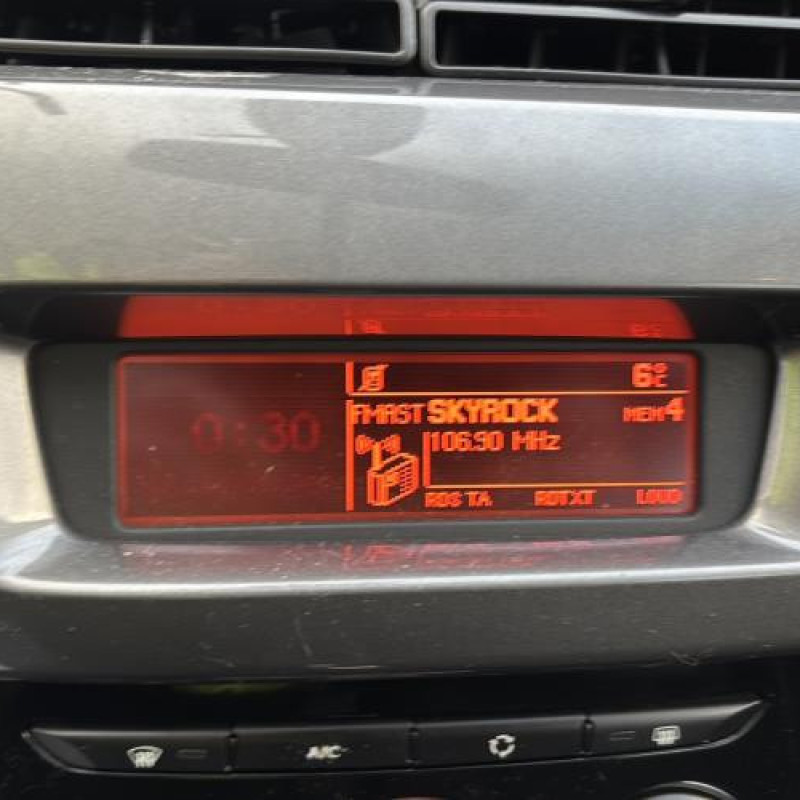 6°C
0:30
FMAST SKYROCK MEM4
106.90 MHz
RDS TA RDTXT LOUD
A/C